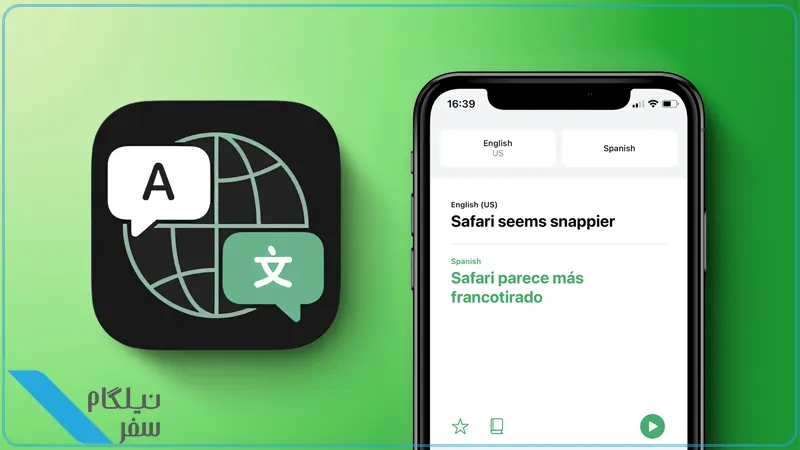 A
文
16:39
English
US
Spanish
English (US)
Safari seems snappier
Spanish
Safari parece más
francotirado
نیلگام
سفر